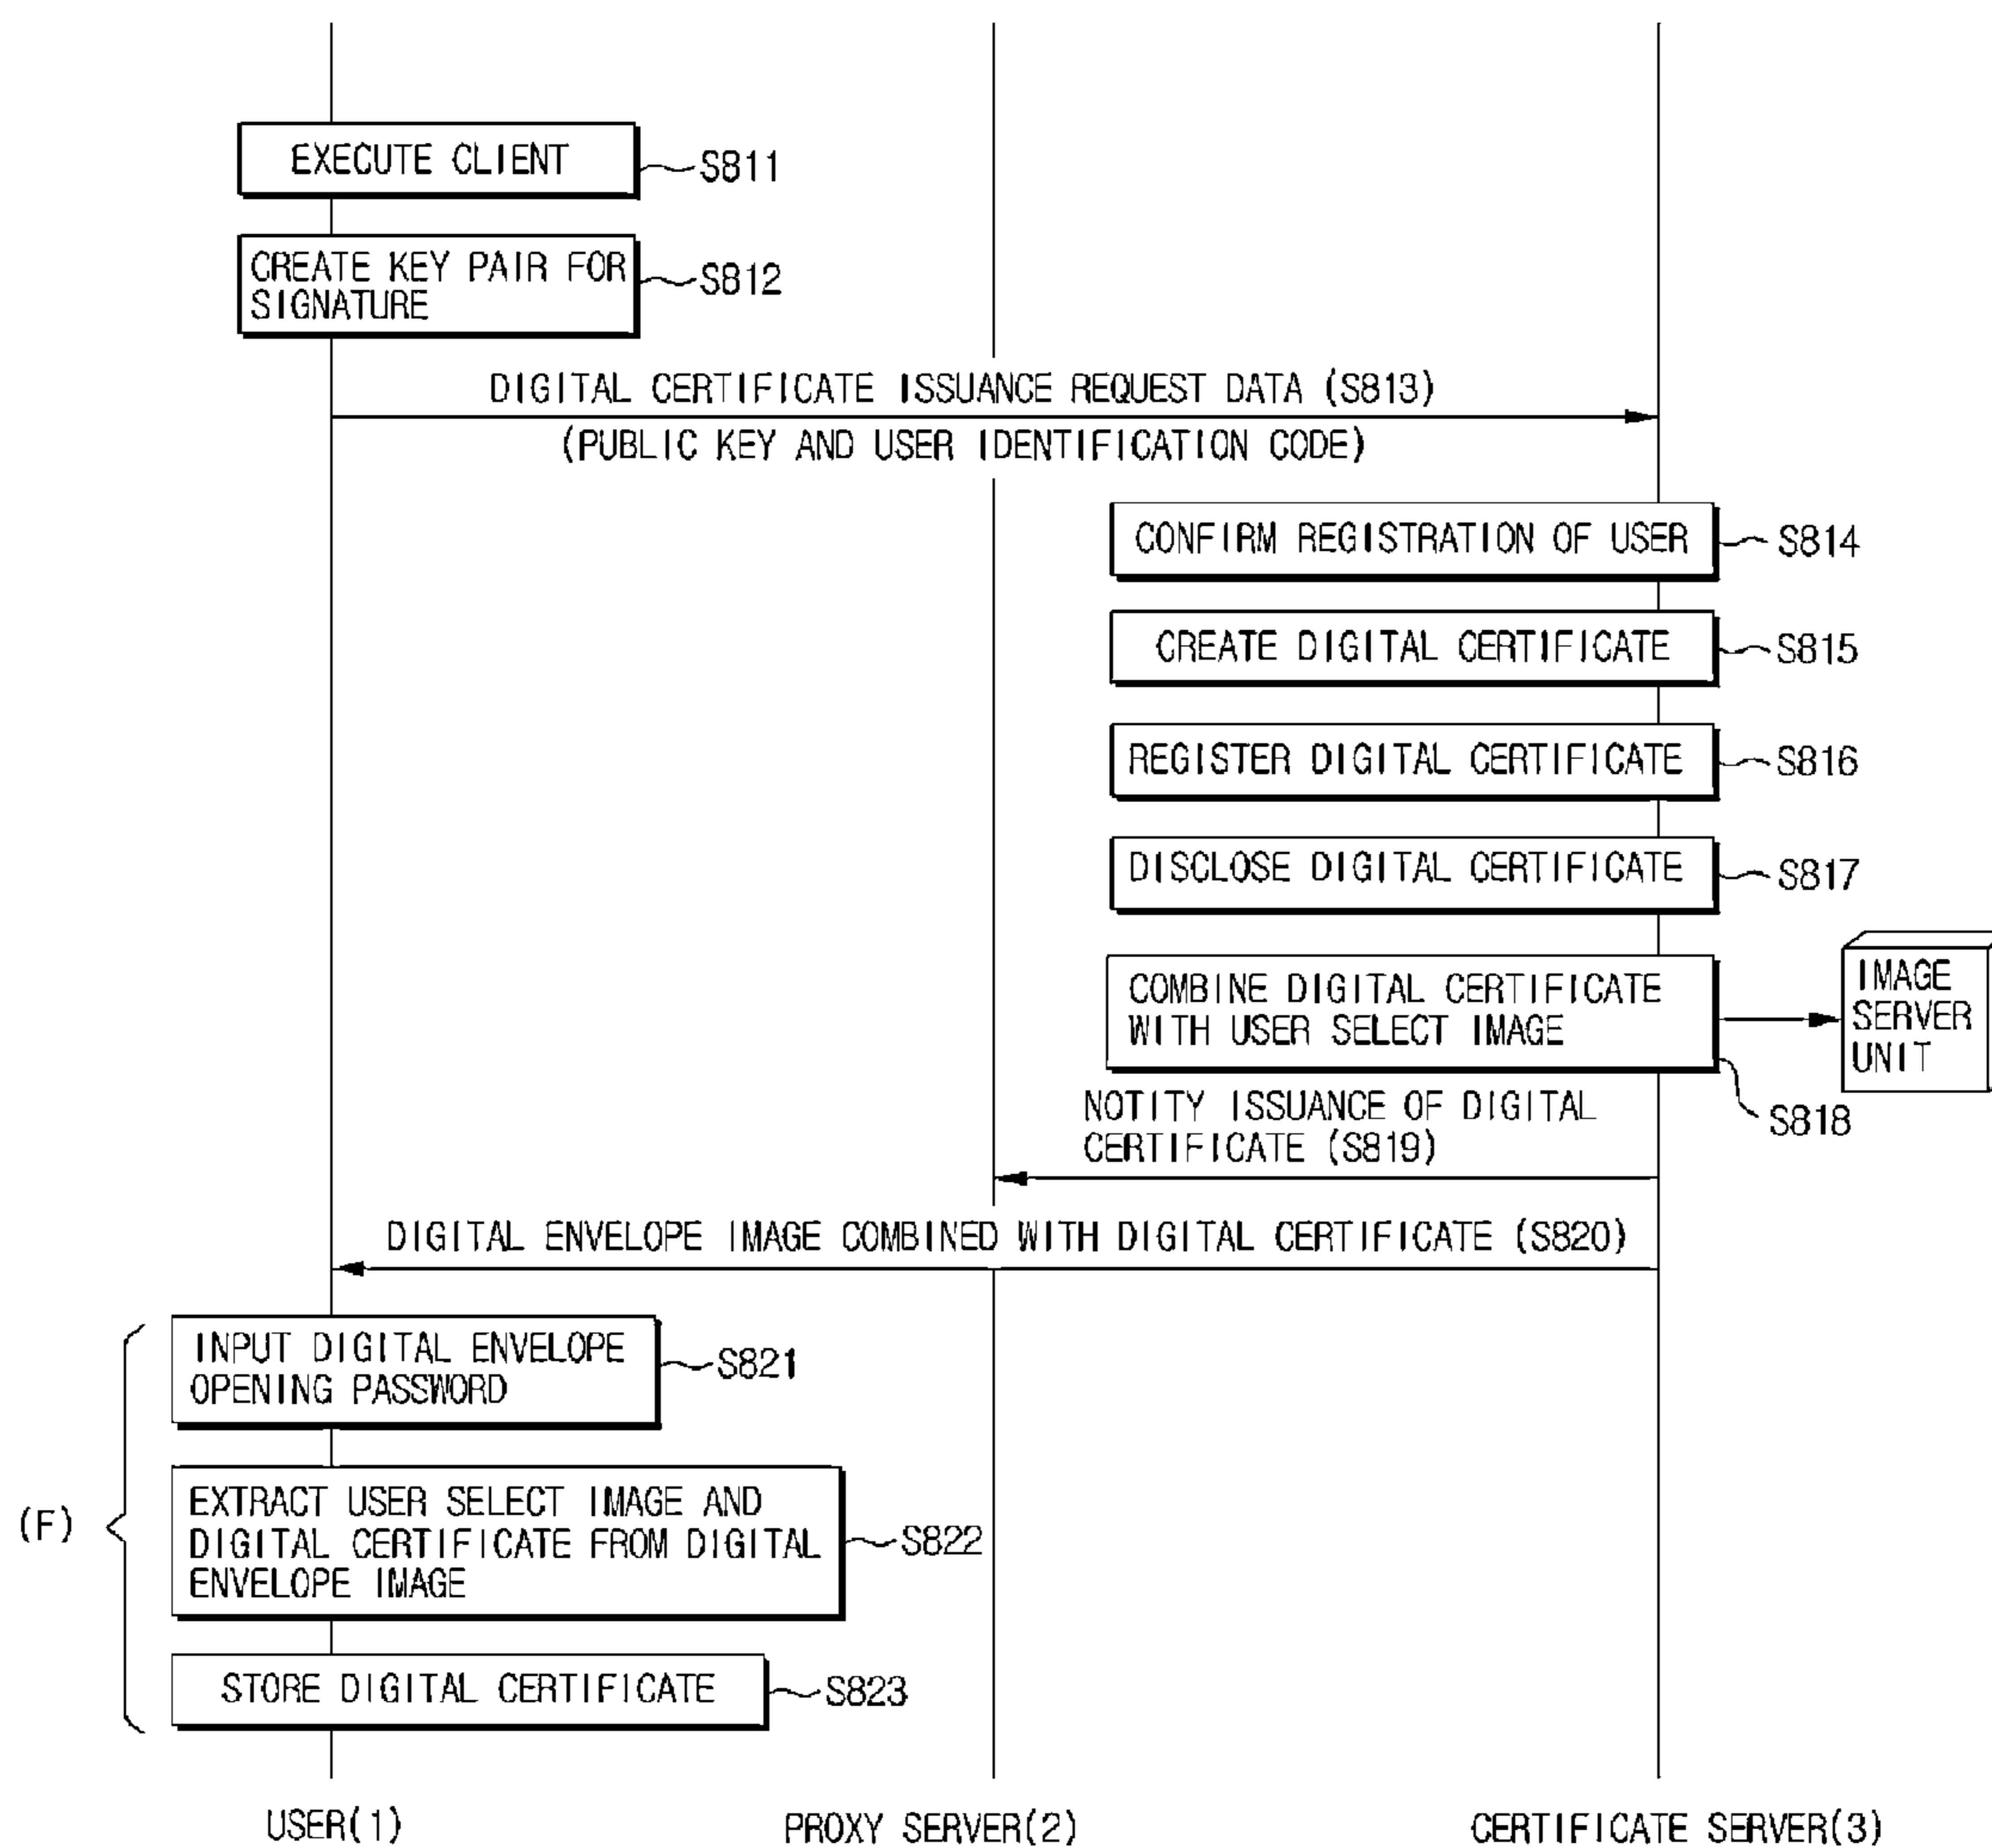 EXECUTE CLIENT
S811
CREATE KEY PAIR FOR
SIGNATURE
S812
DIGITAL CERTIFICATE ISSUANCE REQUEST DATA (S813)
(PUBLIC KEY AND USER IDENTIFICATION CODE)
CONFIRM REGISTRATION OF USER
S814
CREATE DIGITAL CERTIFICATE
S815
REGISTER DIGITAL CERTIFICATE
S816
DISCLOSE DIGITAL CERTIFICATE
S817
COMBINE DIGITAL CERTIFICATE
WITH USER SELECT IMAGE
S818
IMAGE
SERVER
UNIT
NOTITY ISSUANCE OF DIGITAL
CERTIFICATE (S819)
DIGITAL ENVELOPE IMAGE COMBINED WITH DIGITAL CERTIFICATE (S820)
(F)
INPUT DIGITAL ENVELOPE
OPENING PASSWORD
S821
EXTRACT USER SELECT IMAGE AND
DIGITAL CERTIFICATE FROM DIGITAL
ENVELOPE IMAGE
S822
STORE DIGITAL CERTIFICATE
S823
USER(1)
PROXY SERVER(2)
CERTIFICATE SERVER(3)